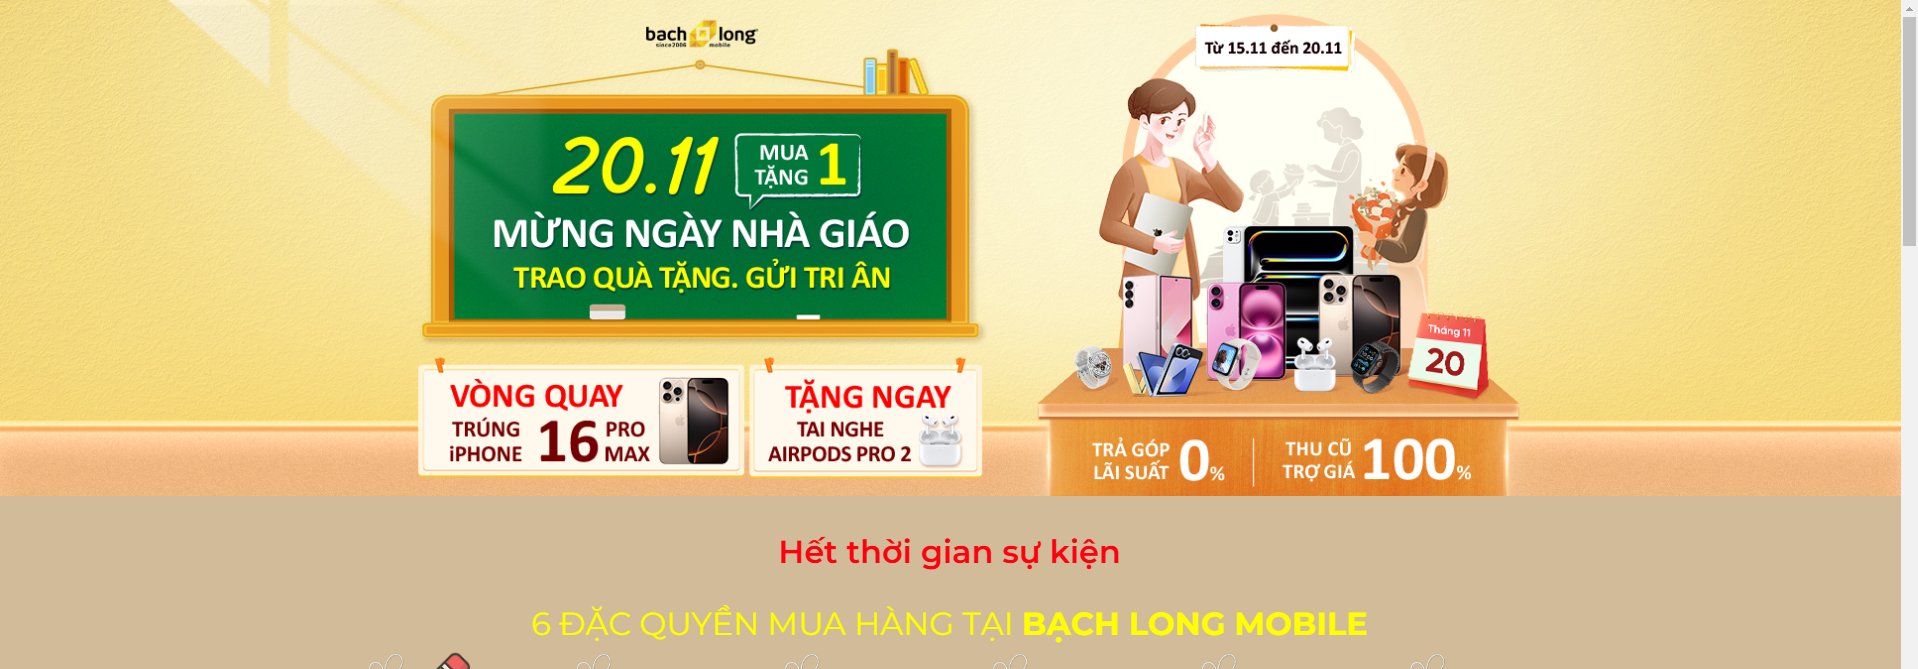 bach long
since2006 mobile
Từ 15.11 đến 20.11
20.11
MUA
TẶNG 1
MỪNG NGÀY NHÀ GIÁO
TRAO QUÀ TẶNG. GỬI TRI ÂN
Tháng 11
20
VÒNG QUAY
TRÚNG
iPHONE 16 PRO
MAX
TẶNG NGAY
TAI NGHE
AIRPODS PRO 2
TRẢ GÓP
LÃI SUẤT 0%
THU CŨ
TRỢ GIÁ 100%
Hết thời gian sự kiện
6 ĐẶC QUYỀN MUA HÀNG TẠI BẠCH LONG MOBILE